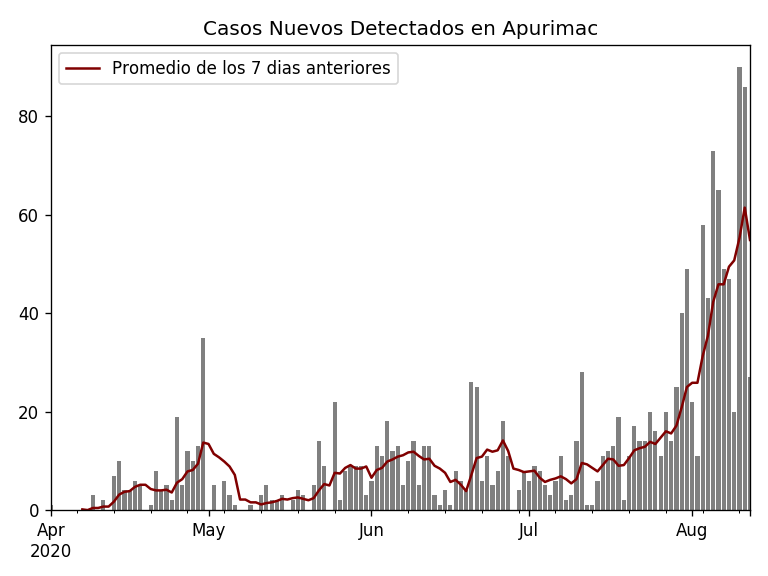 Casos Nuevos Detectados en Apurimac
Promedio de los 7 dias anteriores
80
60
40
20
0
Apr May Jun Jul Aug
2020